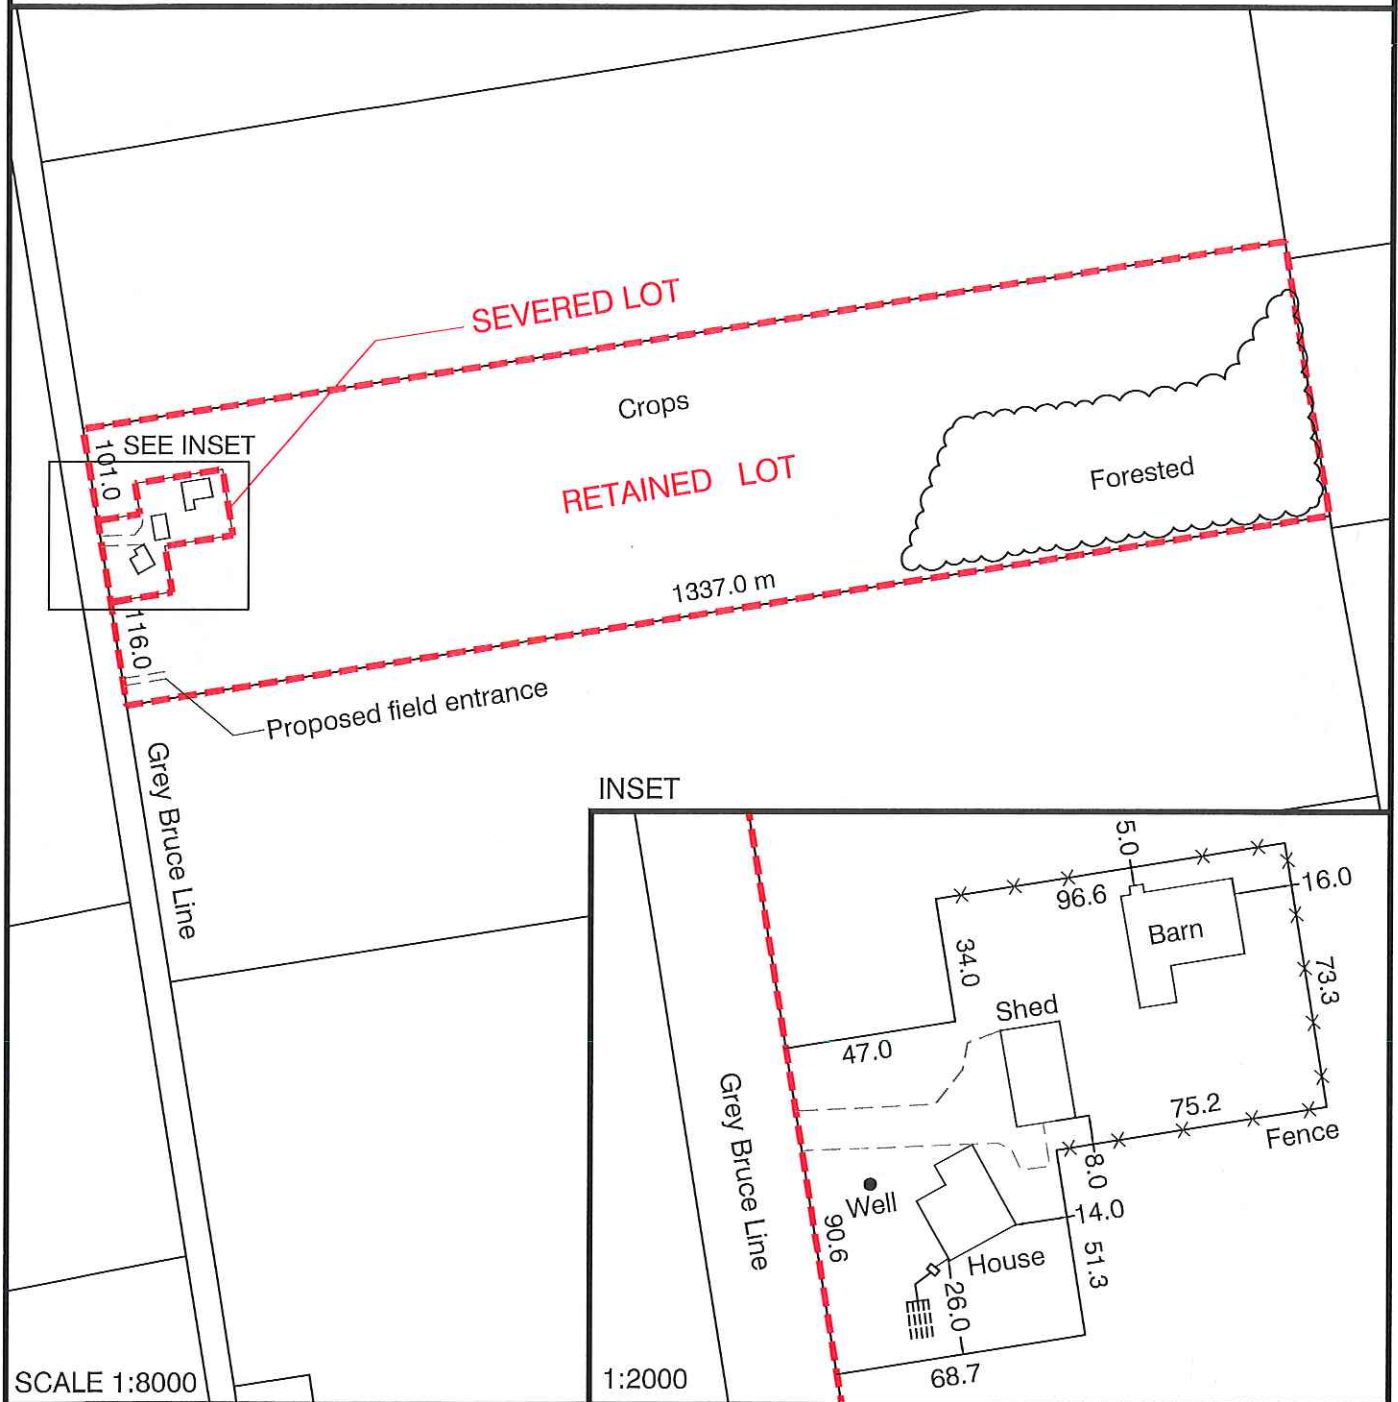 SEVERED LOT
Crops
SEE INSET
101.0
RETAINED LOT
Forested
1337.0 m
116.0
Proposed field entrance
Grey Bruce Line
INSET
5.0
96.6
16.0
Barn
34.0
73.3
Shed
47.0
75.2
Fence
Grey Bruce Line
8.0
Well
14.0
90.6
House
51.3
26.0
68.7
SCALE 1:8000
1:2000